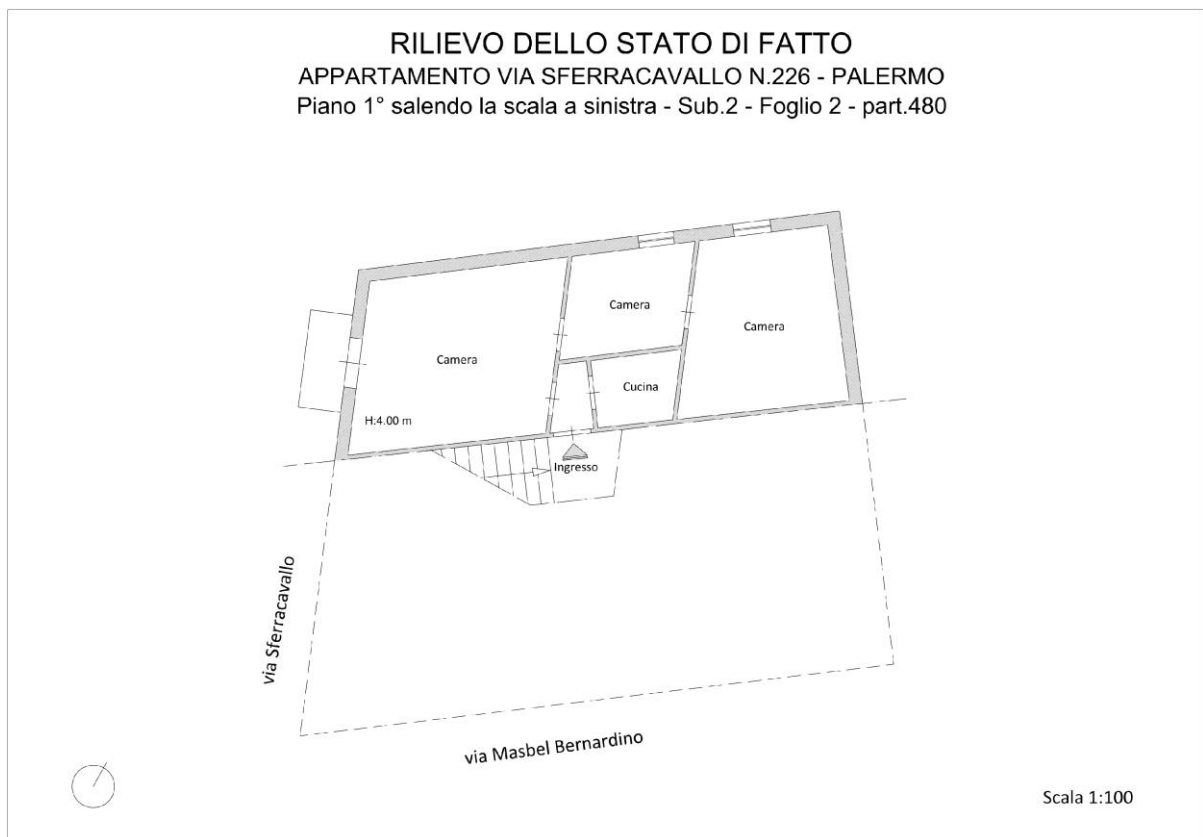 RILIEVO DELLO STATO DI FATTO
APPARTAMENTO VIA SFERRACAVALLO N.226 - PALERMO
Piano 1° salendo la scala a sinistra - Sub.2 - Foglio 2 - part.480
Camera
Camera
Camera
Cucina
H:4.00 m
Ingresso
via Sferracavallo
via Masbel Bernardino
Scala 1:100